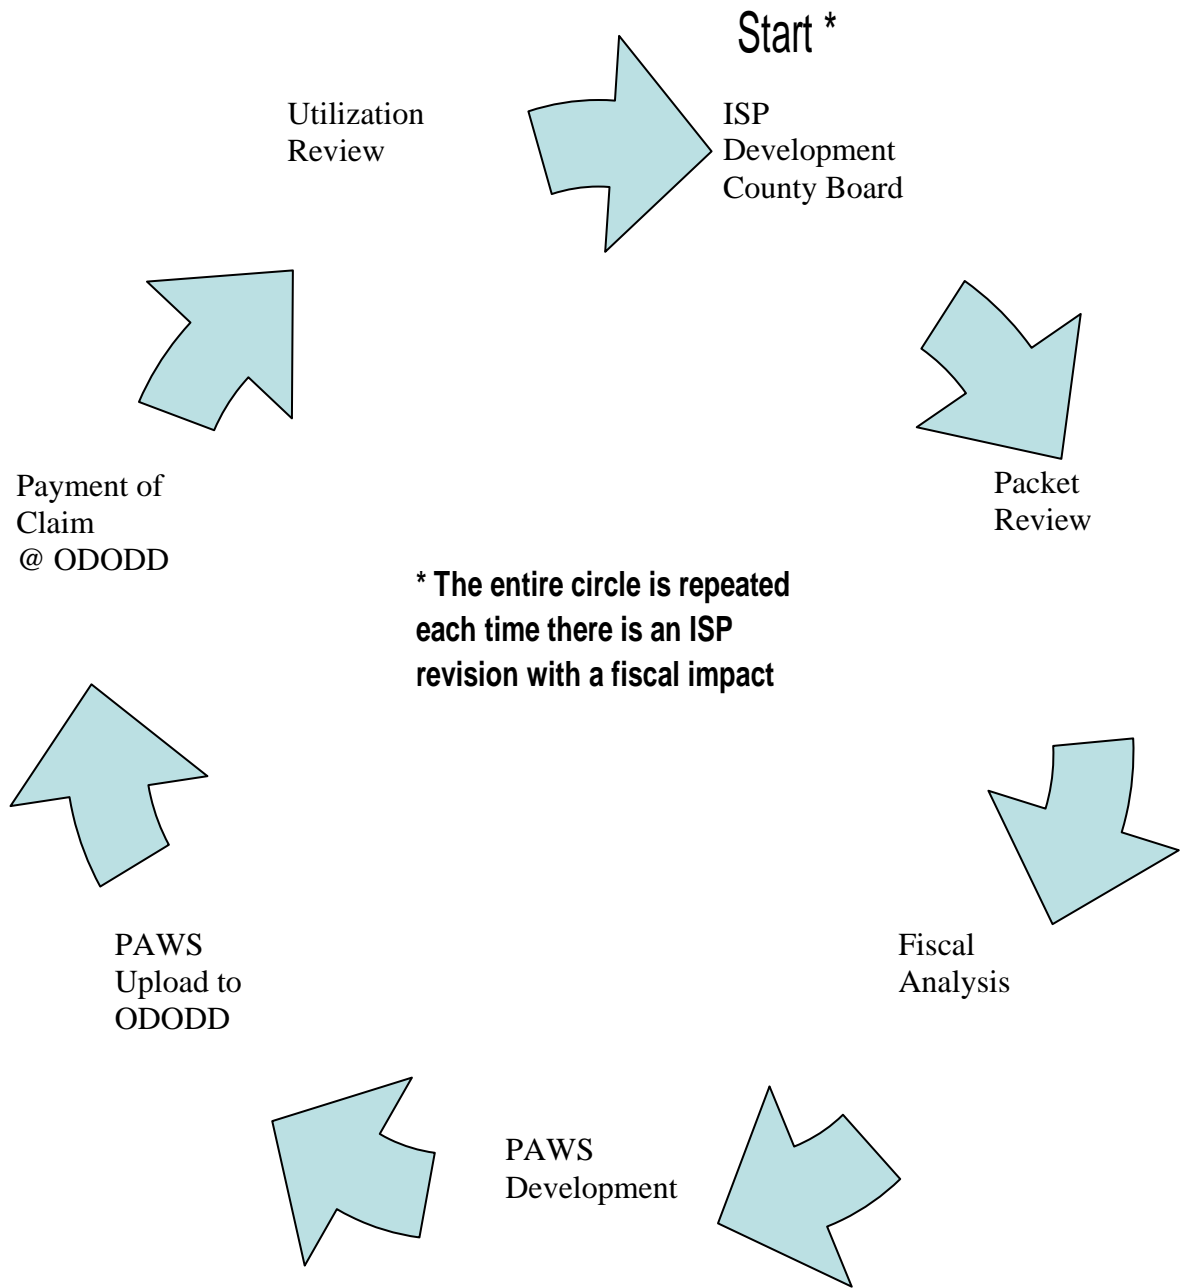 Start *
ISP
Development
County Board
Packet
Review
Fiscal
Analysis
PAWS
Development
PAWS
Upload to
ODODD
Payment of
Claim
@ ODODD
Utilization
Review
* The entire circle is repeated
each time there is an ISP
revision with a fiscal impact